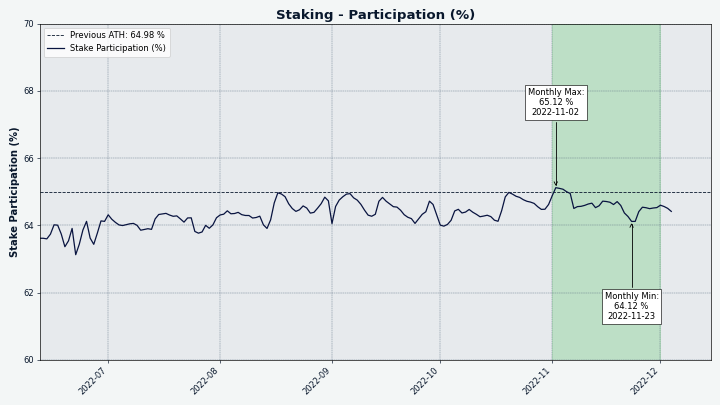 Staking - Participation (%)
Previous ATH: 64.98 %
Stake Participation (%)
Stake Participation (%)
70
68
66
64
62
60
Monthly Max:
65.12 %
2022-11-02
Monthly Min:
64.12 %
2022-11-23
2022-07
2022-08
2022-09
2022-10
2022-11
2022-12